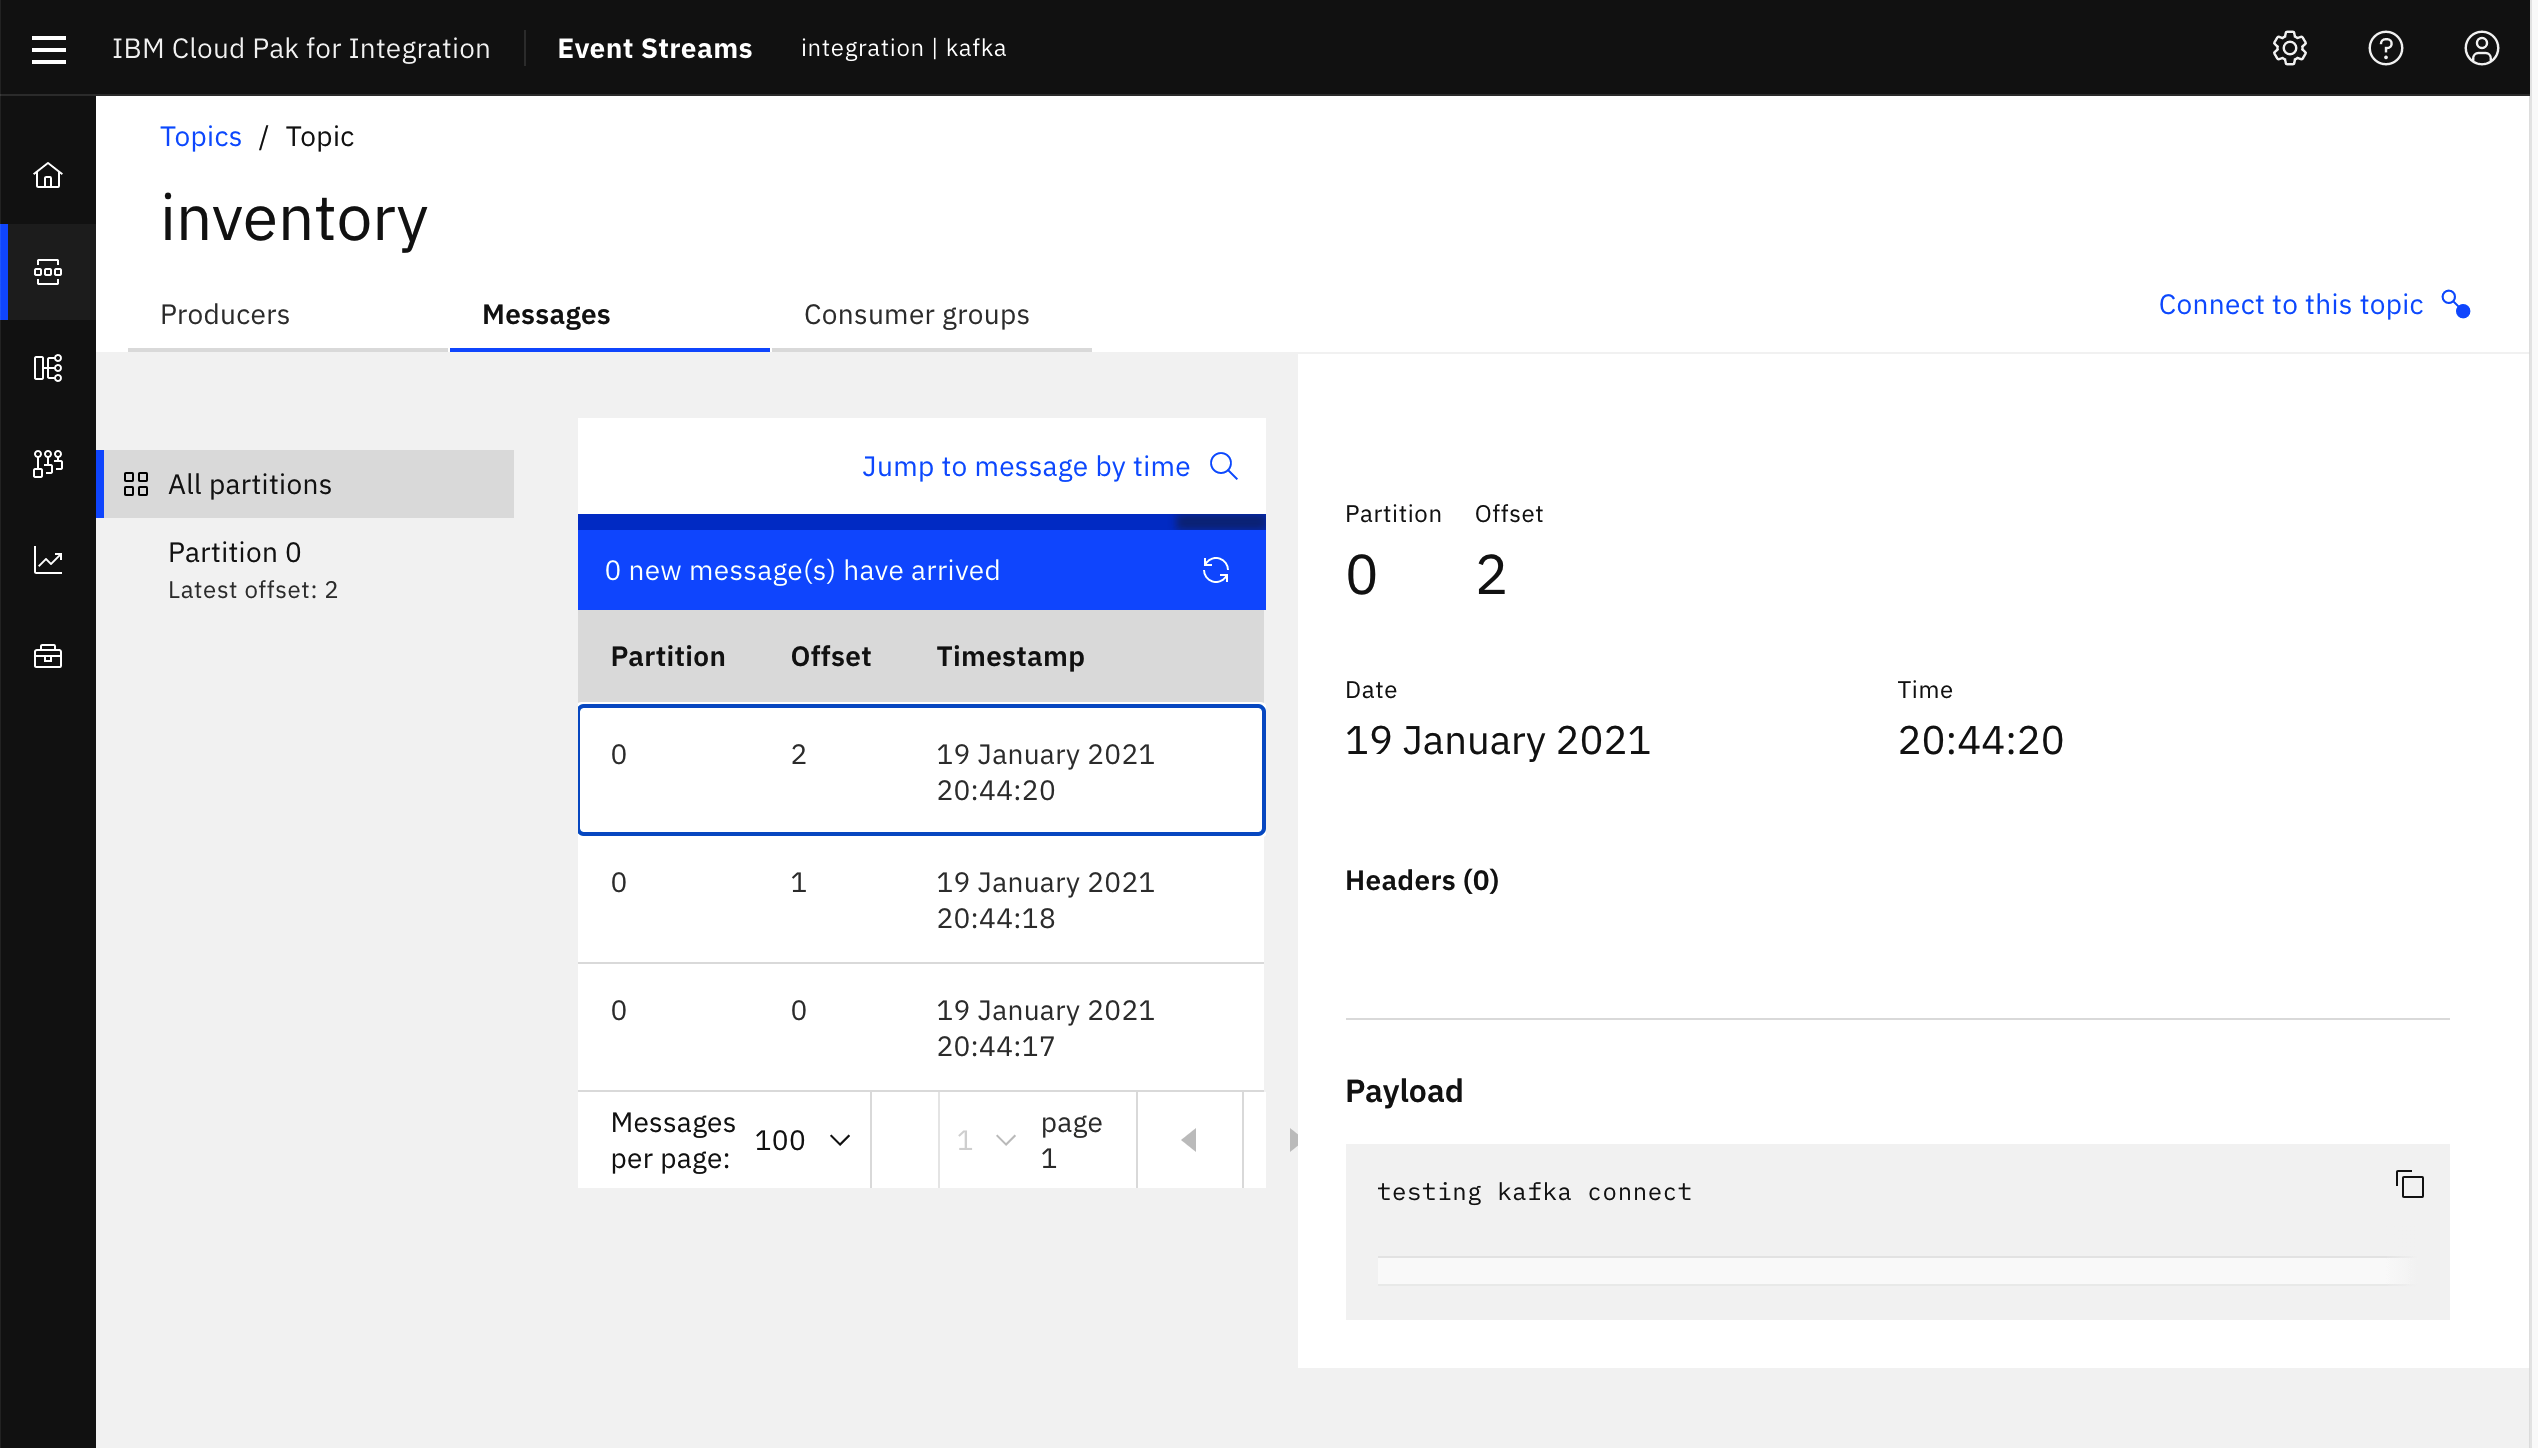 IBM Cloud Pak for Integration Event Streams integration | kafka
Topics / Topic
inventory
Producers Messages Consumer groups
Connect to this topic
All partitions
Partition 0
Latest offset: 2
Jump to message by time
0 new message(s) have arrived
Partition Offset Timestamp
0 2 19 January 2021
20:44:20
0 1 19 January 2021
20:44:18
0 0 19 January 2021
20:44:17
Messages
per page:
100
1
page
1
Partition Offset
0 2
Date Time
19 January 2021 20:44:20
Headers (0)
Payload
testing kafka connect